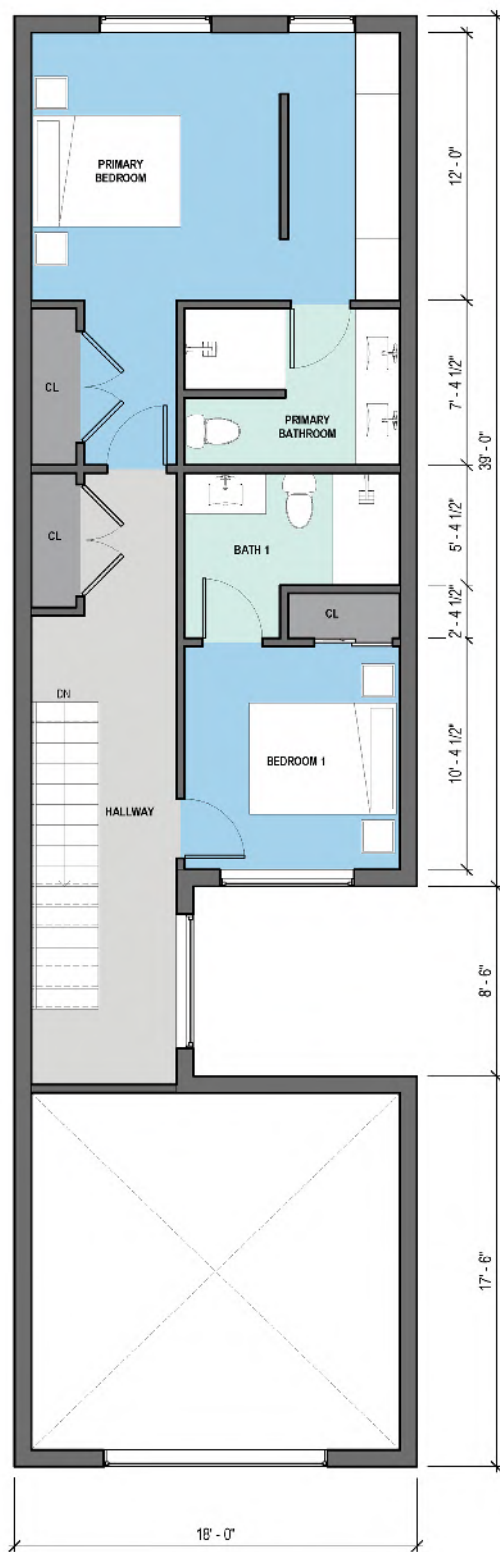 PRIMARY
BEDROOM
12' - 0"
CL
PRIMARY
BATHROOM
7' - 4 1/2"
39' - 0"
CL
BATH 1
5' - 4 1/2"
CL
2' - 4 1/2"
DN
BEDROOM 1
10' - 4 1/2"
HALLWAY
8' - 6"
17' - 6"
18' - 0"